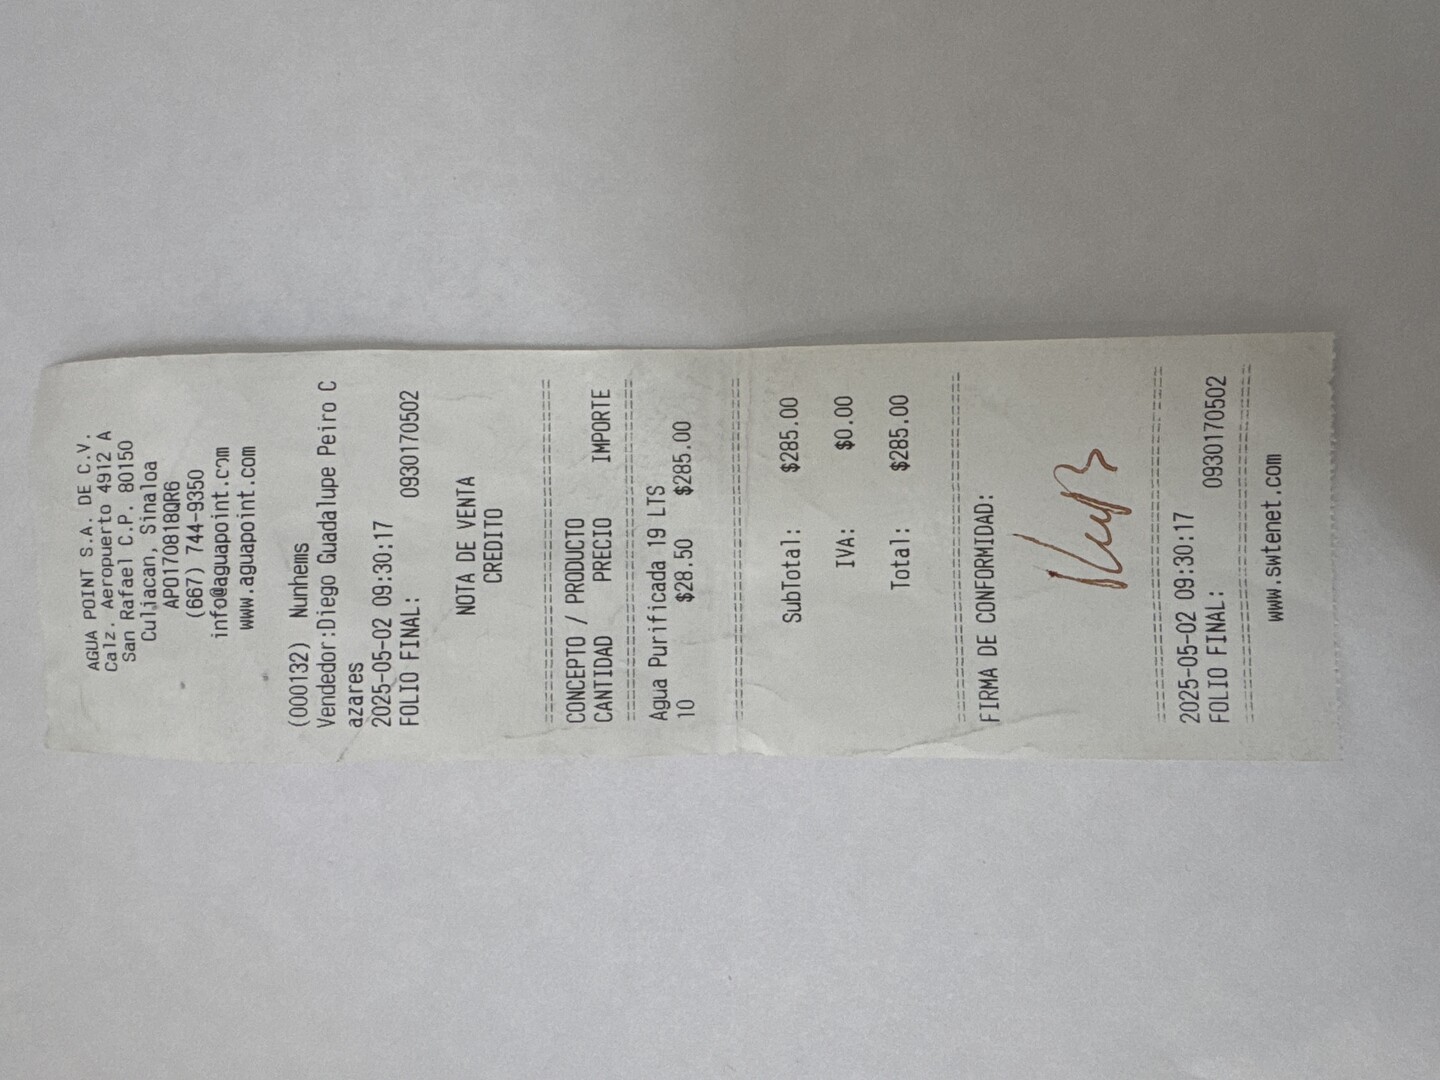 AGUA POINT S.A. DE C.V.
Calz. Aeropuerto 4912 A
San Rafael C.P. 80150
Culiacan, Sinaloa
APO170818QR6
(667) 744-9350
info@aguapoint.com
www.aguapoint.com
(000132) Nunhems
Vendedor:Diego Guadalupe Peiro C
azares
2025-05-02 09:30:17
FOLIO FINAL: 0930170502
NOTA DE VENTA
CREDITO
================================
CONCEPTO / PRODUCTO
CANTIDAD PRECIO IMPORTE
================================
Agua Purificada 19 LTS
10 $28.50 $285.00
================================
SubTotal: $285.00
IVA: $0.00
Total: $285.00
================================
FIRMA DE CONFORMIDAD:
================================
2025-05-02 09:30:17
FOLIO FINAL: 0930170502
================================
www.swtenet.com